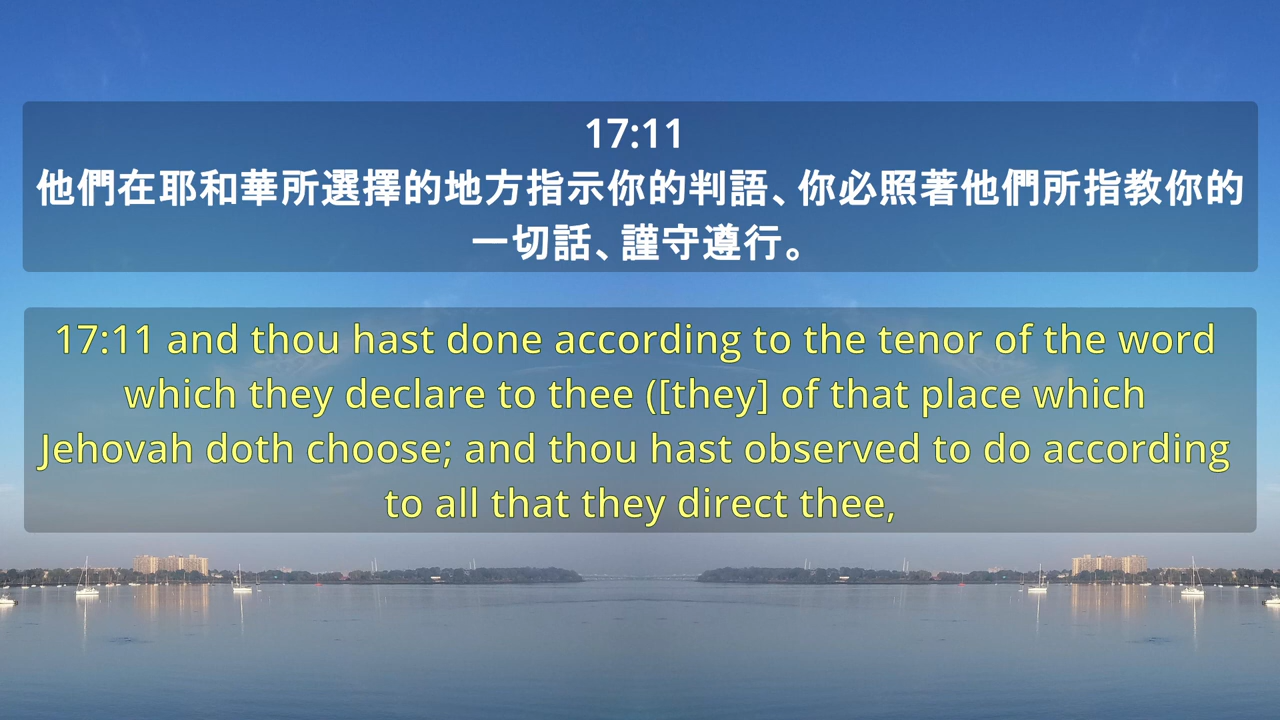 17:11
他們在耶和華所選擇的地方指示你的判語、你必照著他們所指教你的
一切話、謹守遵行。
17:11 and thou hast done according to the tenor of the word
which they declare to thee ([they] of that place which
Jehovah doth choose; and thou hast observed to do according
to all that they direct thee,